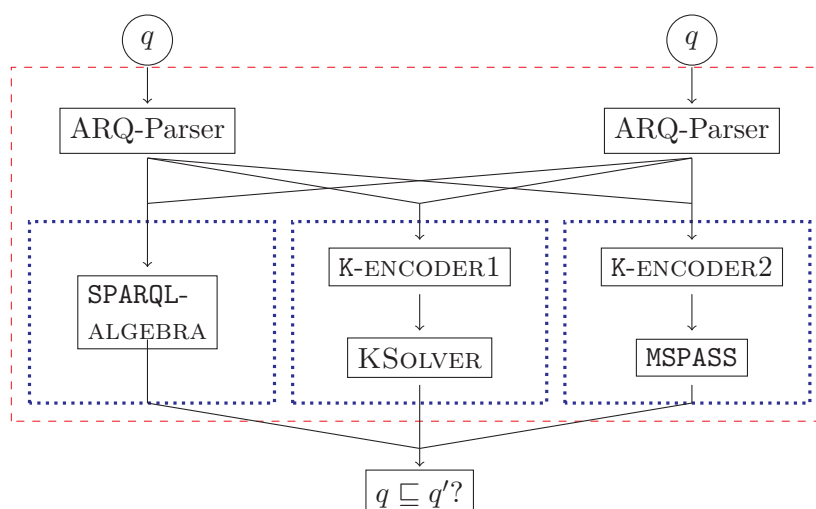 q q
ARQ-Parser ARQ-Parser
K-ENCODER1 K-ENCODER2
SPARQL-
ALGEBRA
KSOLVER MSPASS
q ⊑ q′?